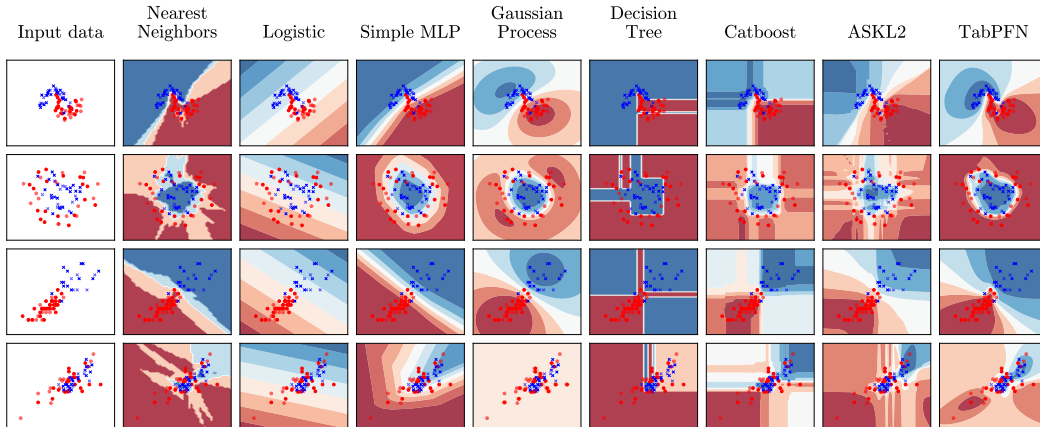 Input data
Nearest
Neighbors
Logistic
Simple MLP
Gaussian
Process
Decision
Tree
Catboost
ASKL2
TabPFN